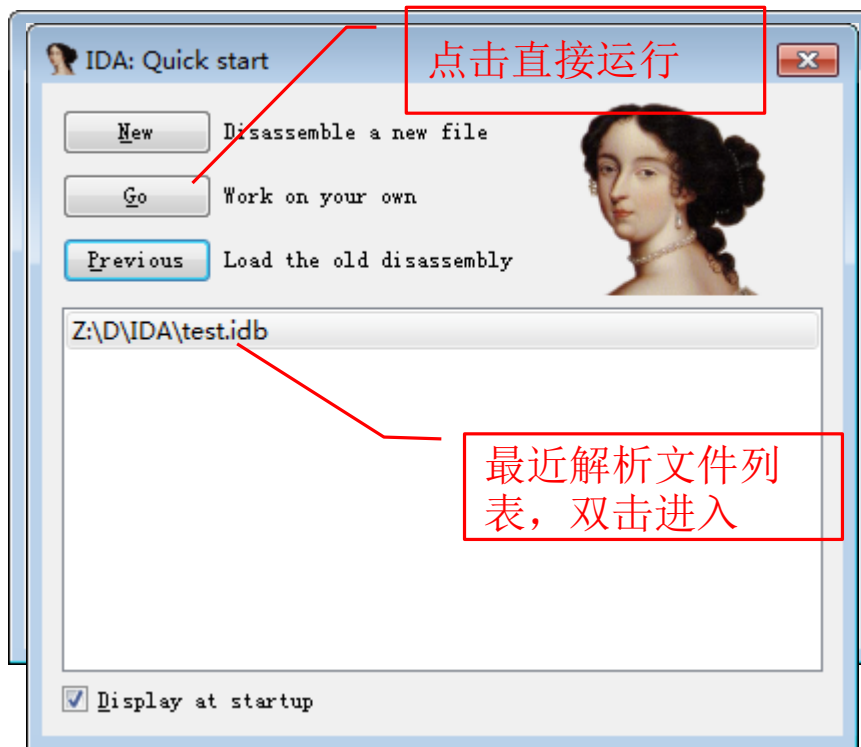 IDA: Quick start
点击直接运行
New
Disassemble a new file
Go
Work on your own
Previous
Load the old disassembly
Z:\D\IDA\test.idb
最近解析文件列
表，双击进入
Display at startup